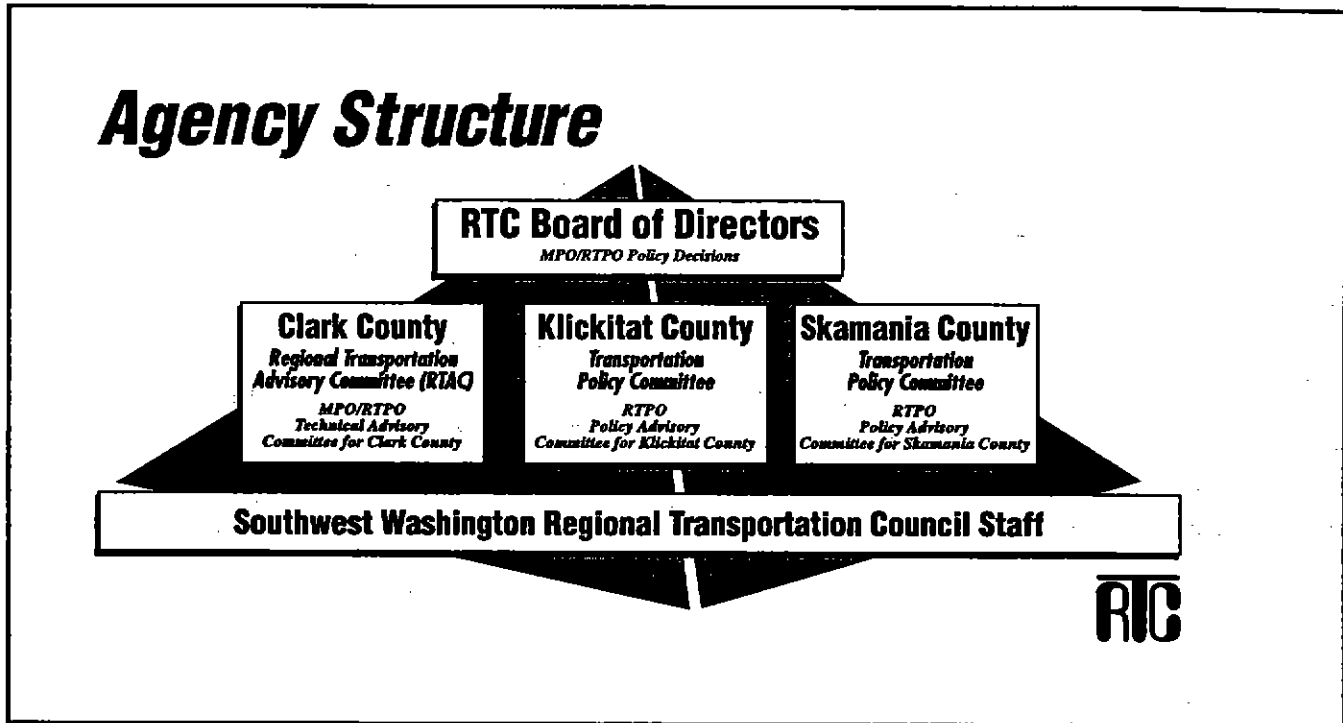 Agency Structure
RTC Board of Directors
MPO/RTPO Policy Decisions
Clark County
Regional Transportation
Advisory Committee (RTAC)
MPO/RTPO
Technical Advisory
Committee for Clark County
Klickitat County
Transportation
Policy Committee
RTPO
Policy Advisory
Committee for Klickitat County
Skamania County
Transportation
Policy Committee
RTPO
Policy Advisory
Committee for Skamania County
Southwest Washington Regional Transportation Council Staff
RTC